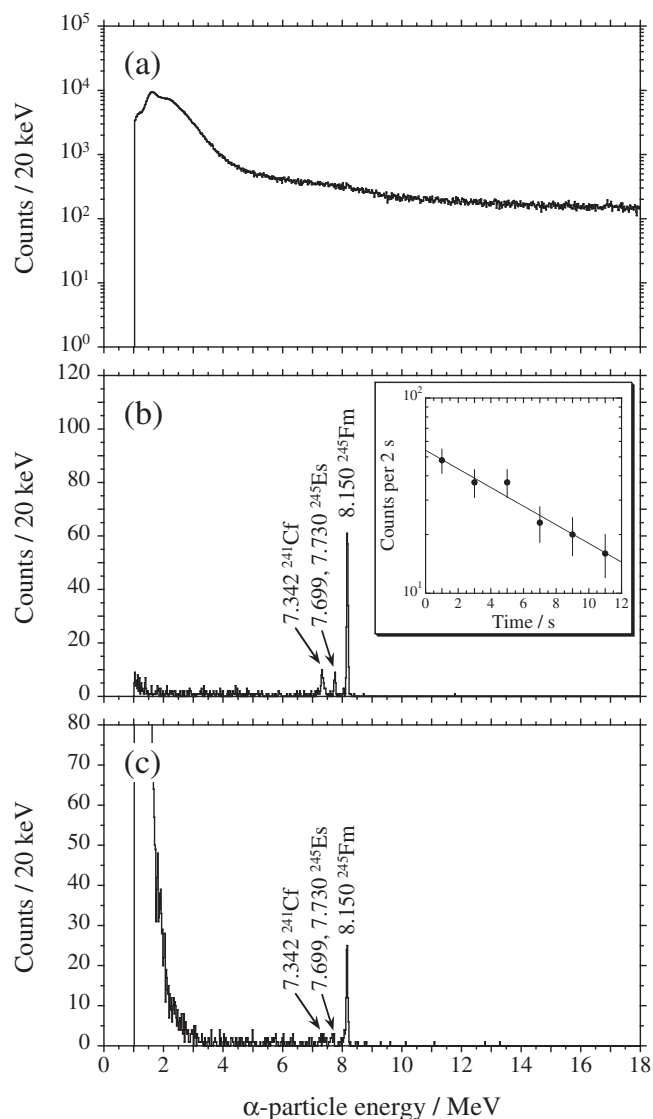 10⁵
(a)
10⁴
Counts / 20 keV
10³
10²
10¹
10⁰
120
(b)
100
Counts / 20 keV
80
60
40
20
0
7.342 ²⁴¹Cf
7.699, 7.730 ²⁴⁵Es
8.150 ²⁴⁵Fm
10²
Counts per 2 s
10¹
0 2 4 6 8 10 12
Time / s
80
(c)
70
60
Counts / 20 keV
50
40
30
20
10
0
7.342 ²⁴¹Cf
7.699, 7.730 ²⁴⁵Es
8.150 ²⁴⁵Fm
0 2 4 6 8 10 12 14 16 18
α-particle energy / MeV